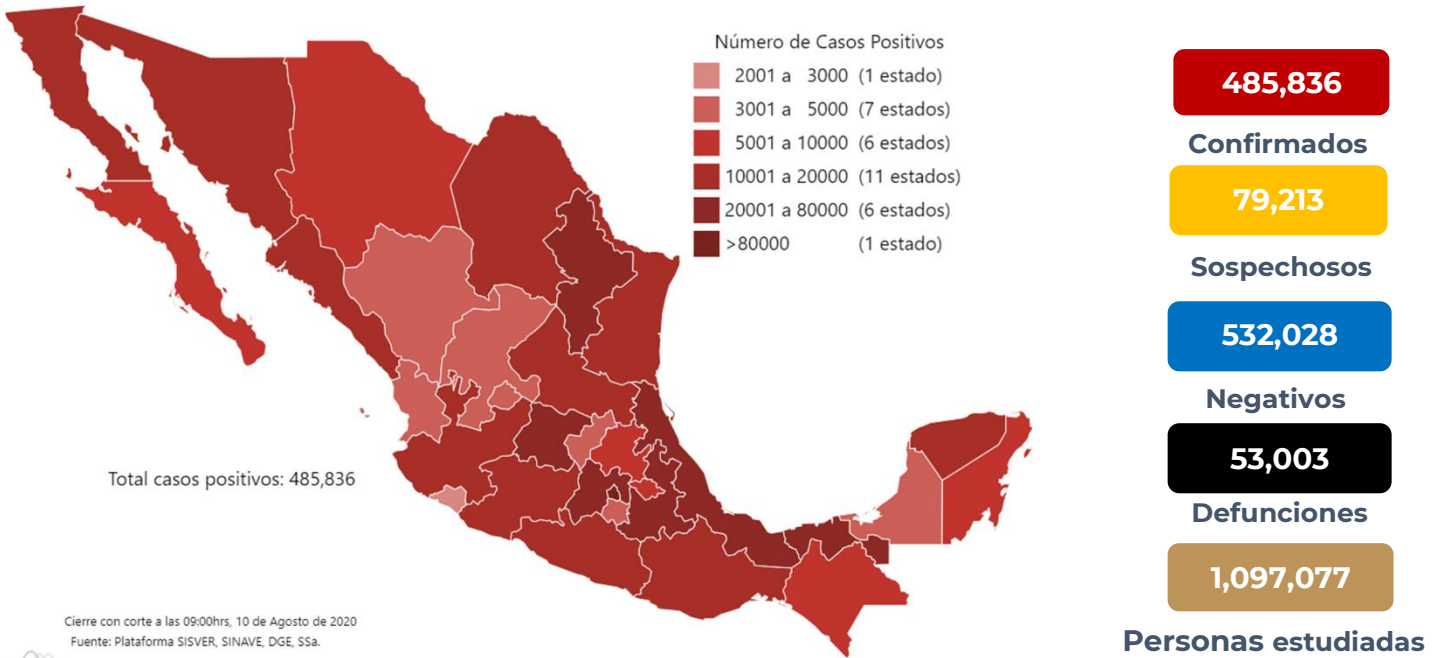 Número de Casos Positivos
2001 a 3000 (1 estado)
3001 a 5000 (7 estados)
5001 a 10000 (6 estados)
10001 a 20000 (11 estados)
20001 a 80000 (6 estados)
>80000 (1 estado)
Total casos positivos: 485,836
Cierre con corte a las 09:00hrs, 10 de Agosto de 2020
Fuente: Plataforma SISVER, SINAVE, DGE, SSa.
485,836
Confirmados
79,213
Sospechosos
532,028
Negativos
53,003
Defunciones
1,097,077
Personas estudiadas